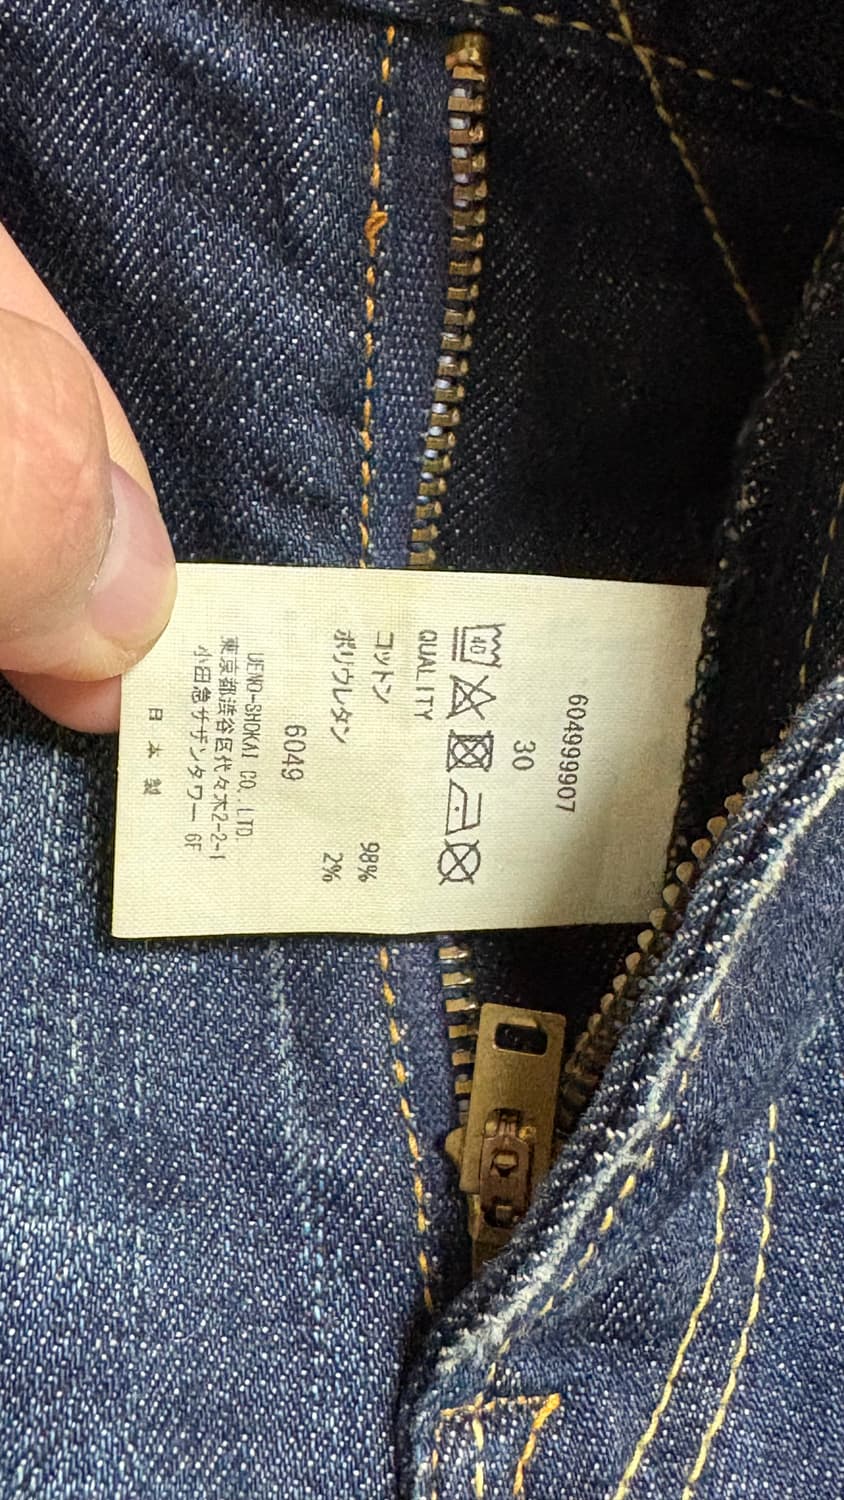 604999907
30
40
QUALITY
コットン 98%
ポリウレタン 2%
6049
UENO-SHOKAI CO.,LTD.
東京都渋谷区代々木2-2-1
小田急サザンタワー 6F
日本製